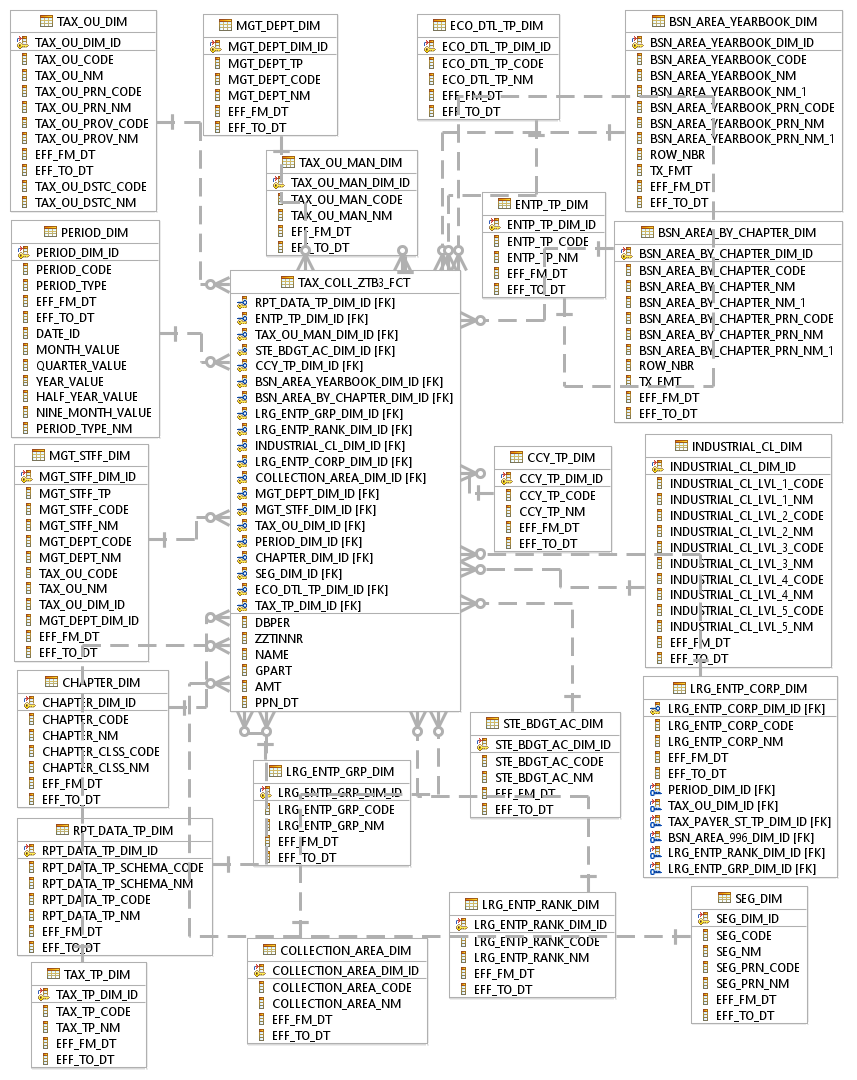 TAX_OU_DIM
TAX_OU_DIM_ID
TAX_OU_CODE
TAX_OU_NM
TAX_OU_PRN_CODE
TAX_OU_PRN_NM
TAX_OU_PROV_CODE
TAX_OU_PROV_NM
EFF_FM_DT
EFF_TO_DT
TAX_OU_DSTC_CODE
TAX_OU_DSTC_NM
MGT_DEPT_DIM
MGT_DEPT_DIM_ID
MGT_DEPT_TP
MGT_DEPT_CODE
MGT_DEPT_NM
EFF_FM_DT
EFF_TO_DT
ECO_DTL_TP_DIM
ECO_DTL_TP_DIM_ID
ECO_DTL_TP_CODE
ECO_DTL_TP_NM
EFF_FM_DT
EFF_TO_DT
BSN_AREA_YEARBOOK_DIM
BSN_AREA_YEARBOOK_DIM_ID
BSN_AREA_YEARBOOK_CODE
BSN_AREA_YEARBOOK_NM
BSN_AREA_YEARBOOK_NM_1
BSN_AREA_YEARBOOK_PRN_CODE
BSN_AREA_YEARBOOK_PRN_NM
BSN_AREA_YEARBOOK_PRN_NM_1
ROW_NBR
TX_FMT
EFF_FM_DT
EFF_TO_DT
TAX_OU_MAN_DIM
TAX_OU_MAN_DIM_ID
TAX_OU_MAN_CODE
TAX_OU_MAN_NM
EFF_FM_DT
EFF_TO_DT
ENTP_TP_DIM
ENTP_TP_DIM_ID
ENTP_TP_CODE
ENTP_TP_NM
EFF_FM_DT
EFF_TO_DT
PERIOD_DIM
PERIOD_DIM_ID
PERIOD_CODE
PERIOD_TYPE
EFF_FM_DT
EFF_TO_DT
DATE_ID
MONTH_VALUE
QUARTER_VALUE
YEAR_VALUE
HALF_YEAR_VALUE
NINE_MONTH_VALUE
PERIOD_TYPE_NM
BSN_AREA_BY_CHAPTER_DIM
BSN_AREA_BY_CHAPTER_DIM_ID
BSN_AREA_BY_CHAPTER_CODE
BSN_AREA_BY_CHAPTER_NM
BSN_AREA_BY_CHAPTER_NM_1
BSN_AREA_BY_CHAPTER_PRN_CODE
BSN_AREA_BY_CHAPTER_PRN_NM
BSN_AREA_BY_CHAPTER_PRN_NM_1
ROW_NBR
TX_FMT
EFF_FM_DT
EFF_TO_DT
TAX_COLL_ZTB3_FCT
RPT_DATA_TP_DIM_ID [FK]
ENTP_TP_DIM_ID [FK]
TAX_OU_MAN_DIM_ID [FK]
STE_BDGT_AC_DIM_ID [FK]
CCY_TP_DIM_ID [FK]
BSN_AREA_YEARBOOK_DIM_ID [FK]
BSN_AREA_BY_CHAPTER_DIM_ID [FK]
LRG_ENTP_GRP_DIM_ID [FK]
LRG_ENTP_RANK_DIM_ID [FK]
INDUSTRIAL_CL_DIM_ID [FK]
LRG_ENTP_CORP_DIM_ID [FK]
COLLECTION_AREA_DIM_ID [FK]
MGT_DEPT_DIM_ID [FK]
MGT_STFF_DIM_ID [FK]
TAX_OU_DIM_ID [FK]
PERIOD_DIM_ID [FK]
CHAPTER_DIM_ID [FK]
SEG_DIM_ID [FK]
ECO_DTL_TP_DIM_ID [FK]
TAX_TP_DIM_ID [FK]
DBPER
ZZTINNR
NAME
GPART
AMT
PPN_DT
MGT_STFF_DIM
MGT_STFF_DIM_ID
MGT_STFF_TP
MGT_STFF_CODE
MGT_STFF_NM
MGT_DEPT_CODE
MGT_DEPT_NM
TAX_OU_CODE
TAX_OU_NM
TAX_OU_DIM_ID
MGT_DEPT_DIM_ID
EFF_FM_DT
EFF_TO_DT
CCY_TP_DIM
CCY_TP_DIM_ID
CCY_TP_CODE
CCY_TP_NM
EFF_FM_DT
EFF_TO_DT
INDUSTRIAL_CL_DIM
INDUSTRIAL_CL_DIM_ID
INDUSTRIAL_CL_LVL_1_CODE
INDUSTRIAL_CL_LVL_1_NM
INDUSTRIAL_CL_LVL_2_CODE
INDUSTRIAL_CL_LVL_2_NM
INDUSTRIAL_CL_LVL_3_CODE
INDUSTRIAL_CL_LVL_3_NM
INDUSTRIAL_CL_LVL_4_CODE
INDUSTRIAL_CL_LVL_4_NM
INDUSTRIAL_CL_LVL_5_CODE
INDUSTRIAL_CL_LVL_5_NM
EFF_FM_DT
EFF_TO_DT
CHAPTER_DIM
CHAPTER_DIM_ID
CHAPTER_CODE
CHAPTER_NM
CHAPTER_CLSS_CODE
CHAPTER_CLSS_NM
EFF_FM_DT
EFF_TO_DT
LRG_ENTP_CORP_DIM
LRG_ENTP_CORP_DIM_ID [FK]
LRG_ENTP_CORP_CODE
LRG_ENTP_CORP_NM
EFF_FM_DT
EFF_TO_DT
PERIOD_DIM_ID [FK]
TAX_OU_DIM_ID [FK]
TAX_PAYER_ST_TP_DIM_ID [FK]
BSN_AREA_996_DIM_ID [FK]
LRG_ENTP_RANK_DIM_ID [FK]
LRG_ENTP_GRP_DIM_ID [FK]
STE_BDGT_AC_DIM
STE_BDGT_AC_DIM_ID
STE_BDGT_AC_CODE
STE_BDGT_AC_NM
EFF_FM_DT
EFF_TO_DT
LRG_ENTP_GRP_DIM
LRG_ENTP_GRP_DIM_ID
LRG_ENTP_GRP_CODE
LRG_ENTP_GRP_NM
EFF_FM_DT
EFF_TO_DT
RPT_DATA_TP_DIM
RPT_DATA_TP_DIM_ID
RPT_DATA_TP_SCHEMA_CODE
RPT_DATA_TP_SCHEMA_NM
RPT_DATA_TP_CODE
RPT_DATA_TP_NM
EFF_FM_DT
EFF_TO_DT
LRG_ENTP_RANK_DIM
LRG_ENTP_RANK_DIM_ID
LRG_ENTP_RANK_CODE
LRG_ENTP_RANK_NM
EFF_FM_DT
EFF_TO_DT
SEG_DIM
SEG_DIM_ID
SEG_CODE
SEG_NM
SEG_PRN_CODE
SEG_PRN_NM
EFF_FM_DT
EFF_TO_DT
COLLECTION_AREA_DIM
COLLECTION_AREA_DIM_ID
COLLECTION_AREA_CODE
COLLECTION_AREA_NM
EFF_FM_DT
EFF_TO_DT
TAX_TP_DIM
TAX_TP_DIM_ID
TAX_TP_CODE
TAX_TP_NM
EFF_FM_DT
EFF_TO_DT